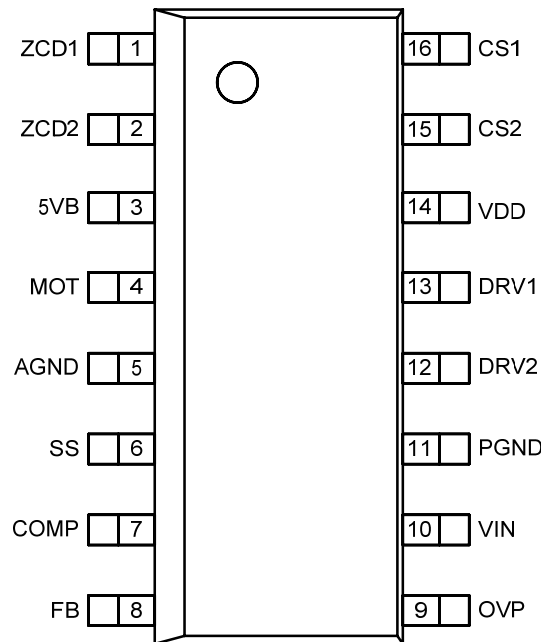 ZCD1 1 16 CS1
ZCD2 2 15 CS2
5VB 3 14 VDD
MOT 4 13 DRV1
AGND 5 12 DRV2
SS 6 11 PGND
COMP 7 10 VIN
FB 8 9 OVP